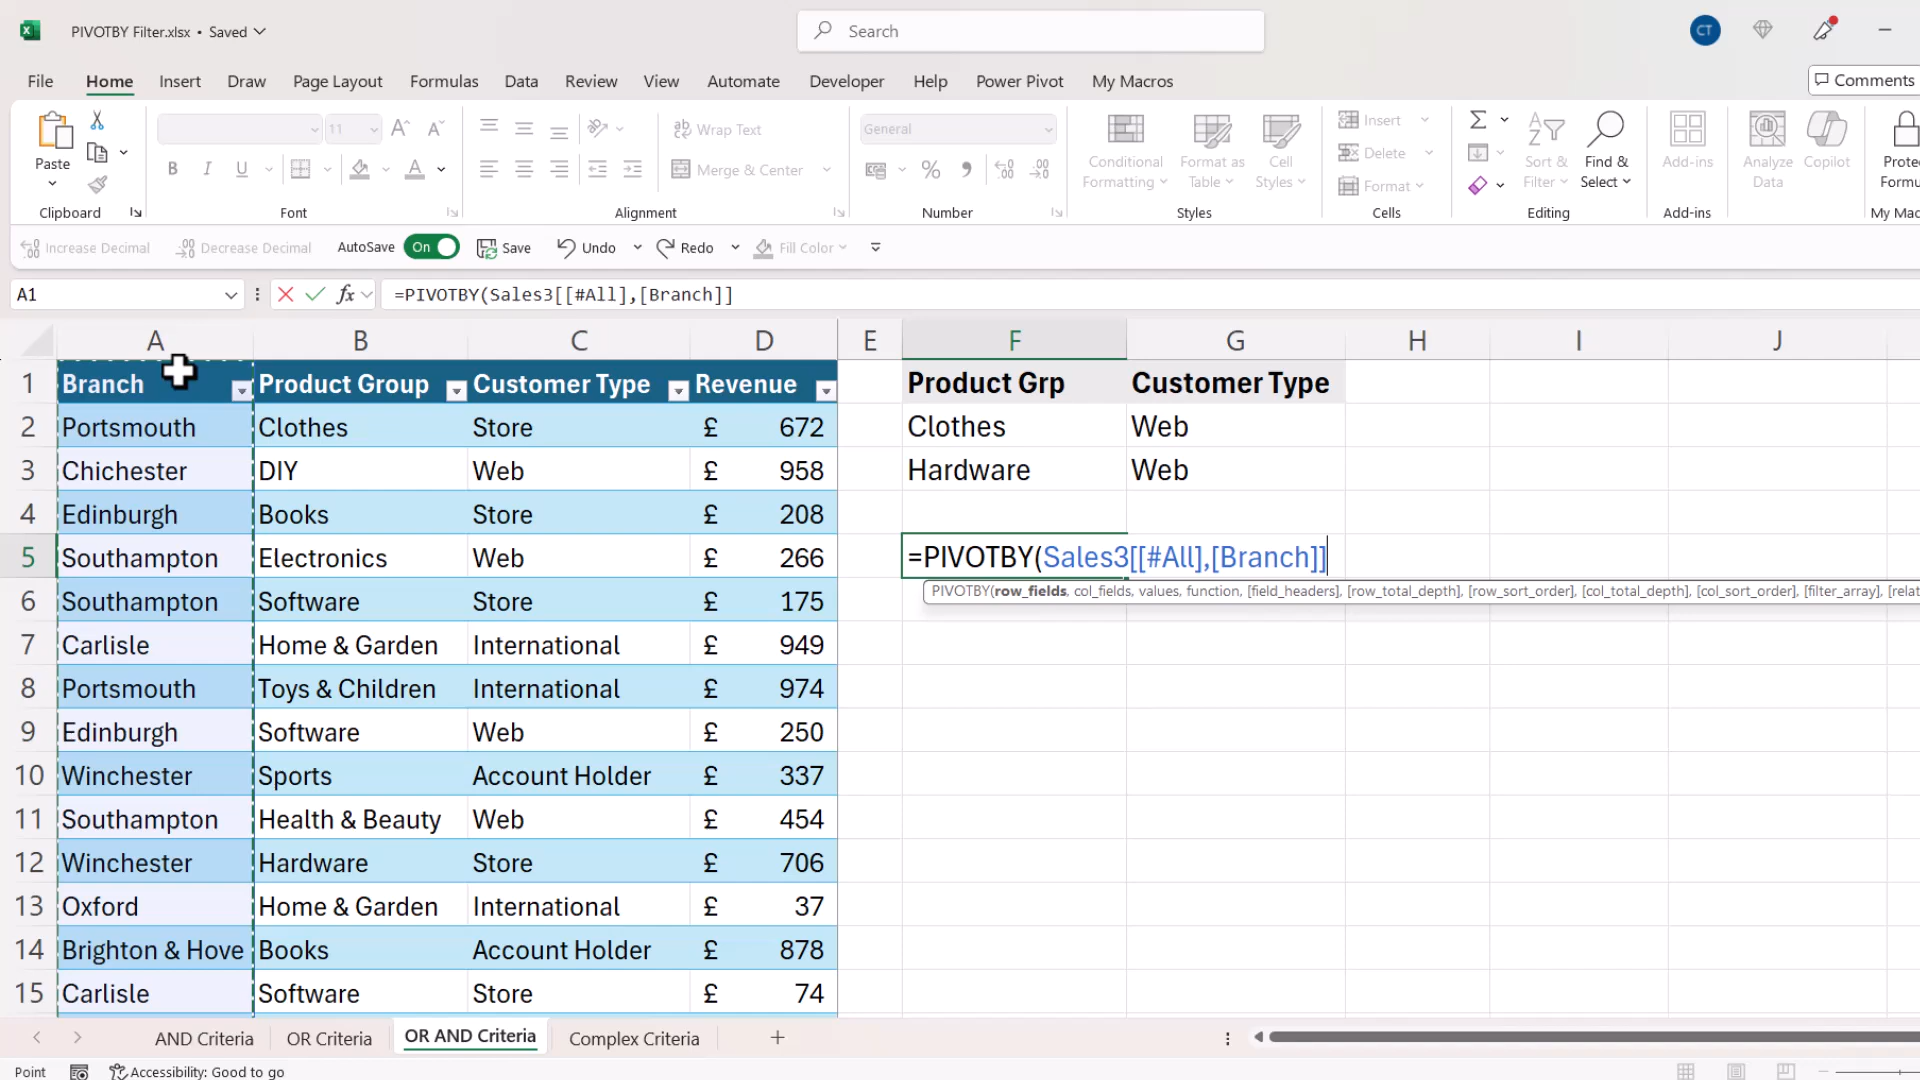 PIVOTBY Filter.xlsx • Saved
Search
CT
File Home Insert Draw Page Layout Formulas Data Review View Automate Developer Help Power Pivot My Macros
Comments
Paste
Clipboard
11
B I U
A
Font
Wrap Text
Merge & Center
Alignment
General
%
Number
Conditional Formatting
Format as Table
Cell Styles
Styles
Insert
Delete
Format
Cells
Sort & Filter
Find & Select
Editing
Add-ins
Add-ins
Analyze Data
Copilot
Prote
Formu
My Mac
Increase Decimal Decrease Decimal AutoSave On Save Undo Redo Fill Color
A1 fx =PIVOTBY(Sales3[[#All],[Branch]]
A B C D E F G H I J
1 Branch Product Group Customer Type Revenue Product Grp Customer Type
2 Portsmouth Clothes Store £ 672 Clothes Web
3 Chichester DIY Web £ 958 Hardware Web
4 Edinburgh Books Store £ 208
5 Southampton Electronics Web £ 266 =PIVOTBY(Sales3[[#All],[Branch]]
PIVOTBY(row_fields, col_fields, values, function, [field_headers], [row_total_depth], [row_sort_order], [col_total_depth], [col_sort_order], [filter_array], [relat
6 Southampton Software Store £ 175
7 Carlisle Home & Garden International £ 949
8 Portsmouth Toys & Children International £ 974
9 Edinburgh Software Web £ 250
10 Winchester Sports Account Holder £ 337
11 Southampton Health & Beauty Web £ 454
12 Winchester Hardware Store £ 706
13 Oxford Home & Garden International £ 37
14 Brighton & Hove Books Account Holder £ 878
15 Carlisle Software Store £ 74
AND Criteria OR Criteria OR AND Criteria Complex Criteria
Point Accessibility: Good to go